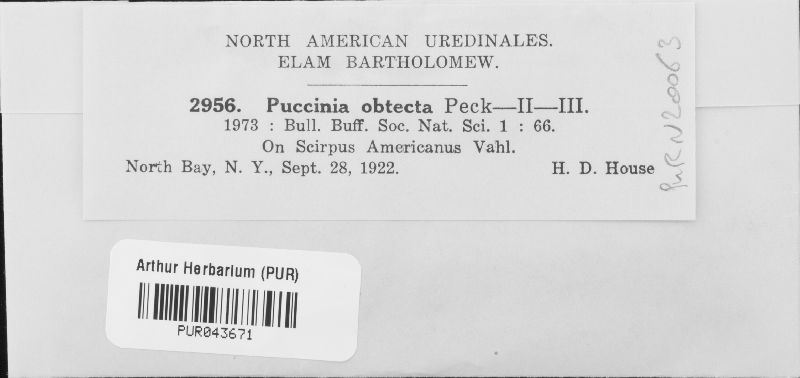 NORTH AMERICAN UREDINALES.
ELAM BARTHOLOMEW.
2956. Puccinia obtecta Peck—II—III.
1973 : Bull. Buff. Soc. Nat. Sci. 1 : 66.
On Scirpus Americanus Vahl.
North Bay, N. Y., Sept. 28, 1922. H. D. House
PUR N20063
Arthur Herbarium (PUR)
PUR043671